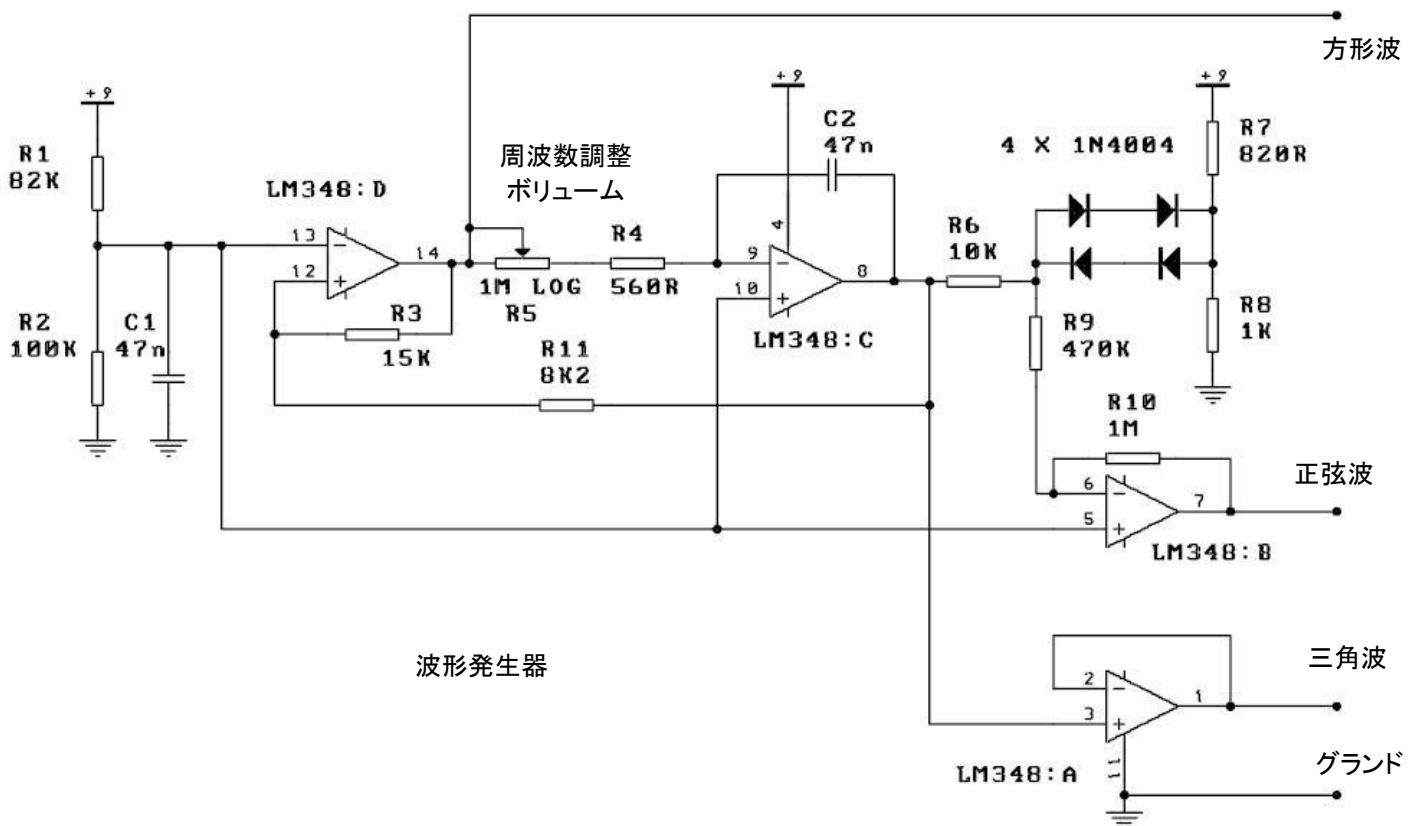 方形波
+9
+9
+9
R1
82K
LM348:D
周波数調整
ボリューム
C2
47n
4 X 1N4004
R7
820R
13
12
14
R4
560R
1M LOG
R5
9
10
4
8
LM348:C
R6
10K
R2
100K
C1
47n
R3
15K
R11
8K2
R9
470K
R8
1K
R10
1M
6
5
7
正弦波
LM348:B
波形発生器
三角波
2
3
1
LM348:A
11
グランド